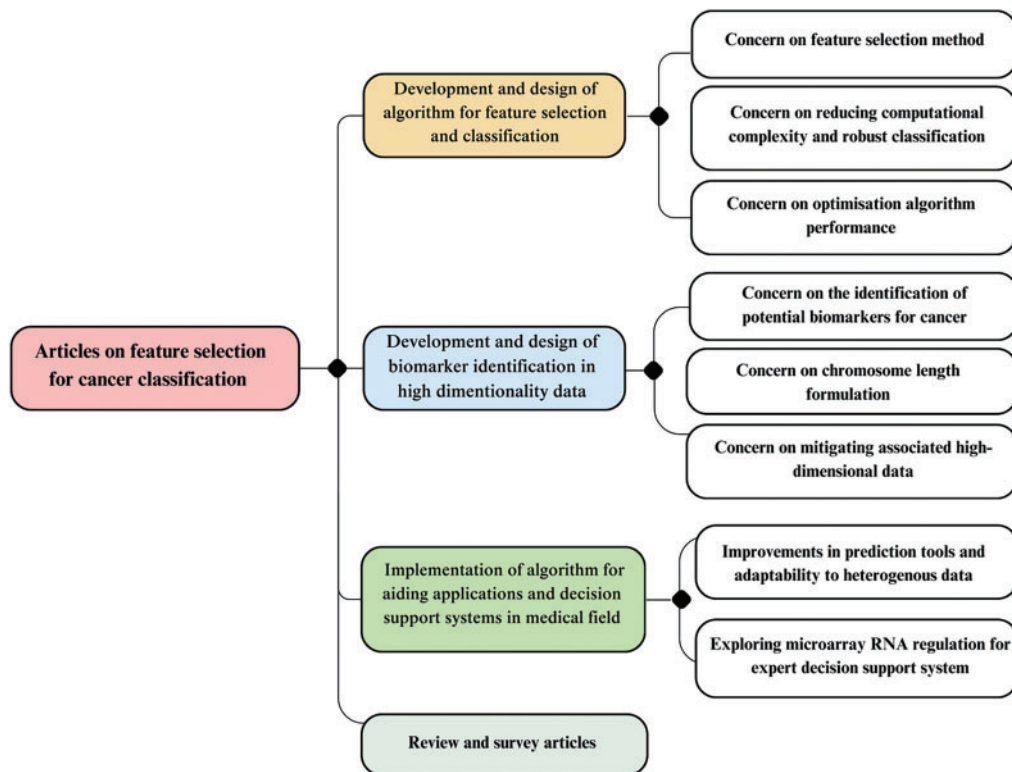 Articles on feature selection
for cancer classification
Development and design of
algorithm for feature selection
and classification
Concern on feature selection method
Concern on reducing computational
complexity and robust classification
Concern on optimisation algorithm
performance
Development and design of
biomarker identification in
high dimentionality data
Concern on the identification of
potential biomarkers for cancer
Concern on chromosome length
formulation
Concern on mitigating associated high-
dimensional data
Implementation of algorithm for
aiding applications and decision
support systems in medical field
Improvements in prediction tools and
adaptability to heterogenous data
Exploring microarray RNA regulation for
expert decision support system
Review and survey articles